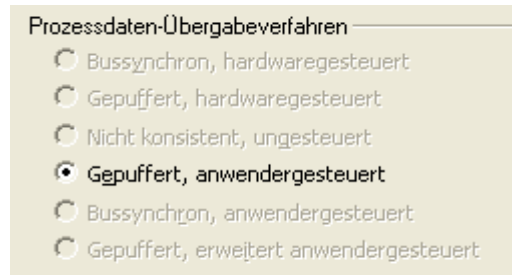 Prozessdaten-Übergabeverfahren
Bussynchron, hardwaregesteuert
Gepuffert, hardwaregesteuert
Nicht konsistent, ungesteuert
Gepuffert, anwendergesteuert
Bussynchron, anwendergesteuert
Gepuffert, erweitert anwendergesteuert